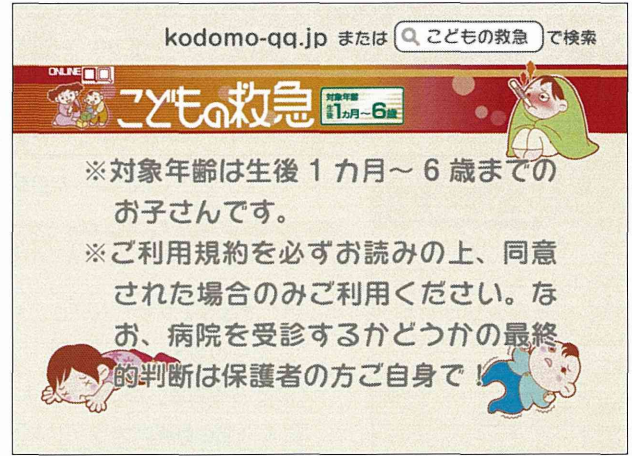 kodomo-qq.jp または こどもの救急 で検索
ONLINE QQ
こどもの救急 対象年齢 生後1ヵ月～6歳
※対象年齢は生後 1 カ月～ 6 歳までの
お子さんです。
※ご利用規約を必ずお読みの上、同意
された場合のみご利用ください。な
お、病院を受診するかどうかの最終
的判断は保護者の方ご自身で！